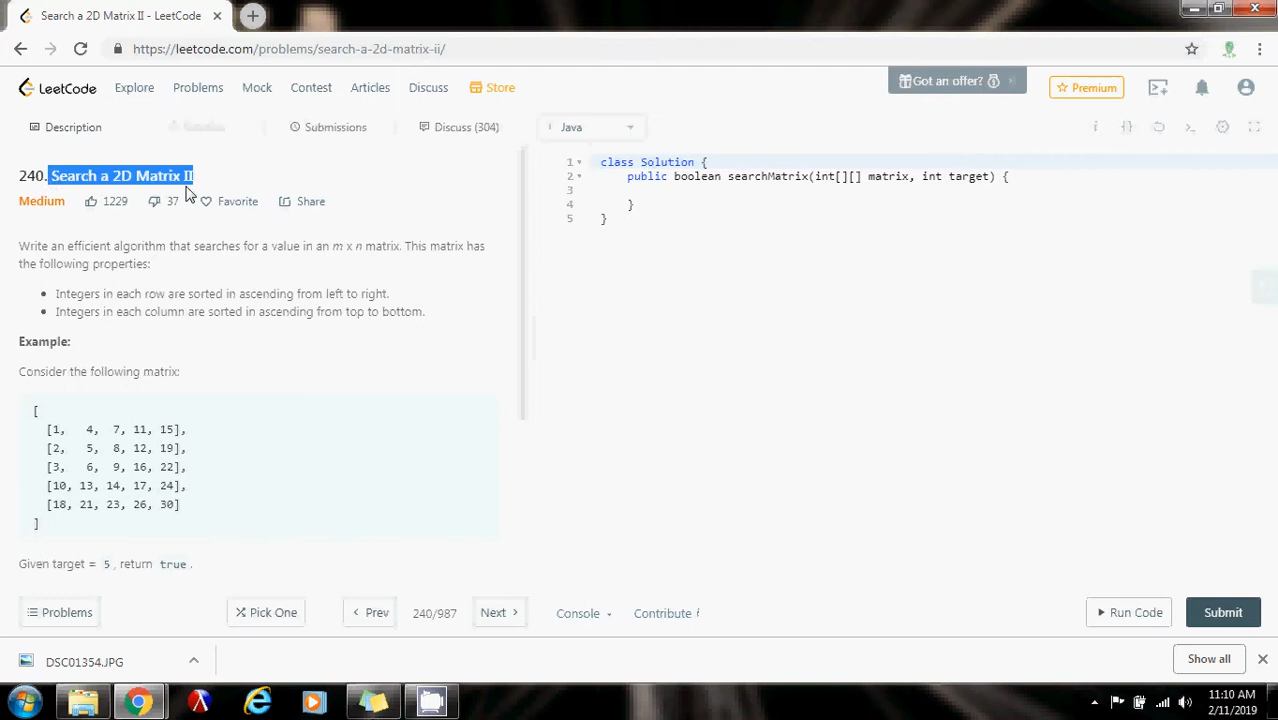 Search a 2D Matrix II - LeetCode
https://leetcode.com/problems/search-a-2d-matrix-ii/
LeetCode Explore Problems Mock Contest Articles Discuss Store
Got an offer?
Premium
Description
Submissions
Discuss (304)
Java
240. Search a 2D Matrix II
Medium 1229 37 Favorite Share
Write an efficient algorithm that searches for a value in an m x n matrix. This matrix has
the following properties:
Integers in each row are sorted in ascending from left to right.
Integers in each column are sorted in ascending from top to bottom.
Example:
Consider the following matrix:
[
[1, 4, 7, 11, 15],
[2, 5, 8, 12, 19],
[3, 6, 9, 16, 22],
[10, 13, 14, 17, 24],
[18, 21, 23, 26, 30]
]
Given target = 5, return true.
1 class Solution {
2 public boolean searchMatrix(int[][] matrix, int target) {
3
4 }
5 }
Problems
Pick One
Prev
240/987
Next
Console
Contribute
Run Code
Submit
DSC01354.JPG
Show all
11:10 AM
2/11/2019